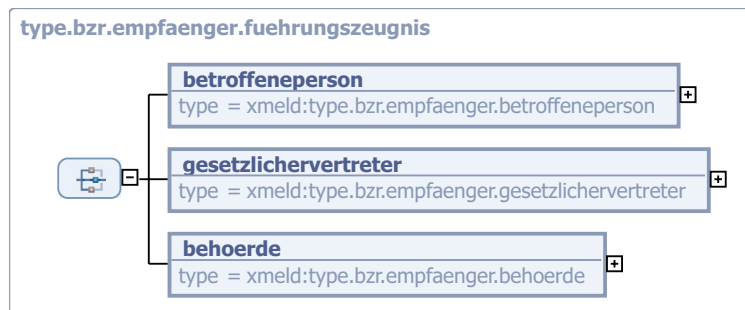 type.bzr.empfaenger.fuehrungszeugnis
betroffeneperson
type = xmeld:type.bzr.empfaenger.betroffeneperson
gesetzlichervertreter
type = xmeld:type.bzr.empfaenger.gesetzlichervertreter
behoerde
type = xmeld:type.bzr.empfaenger.behoerde